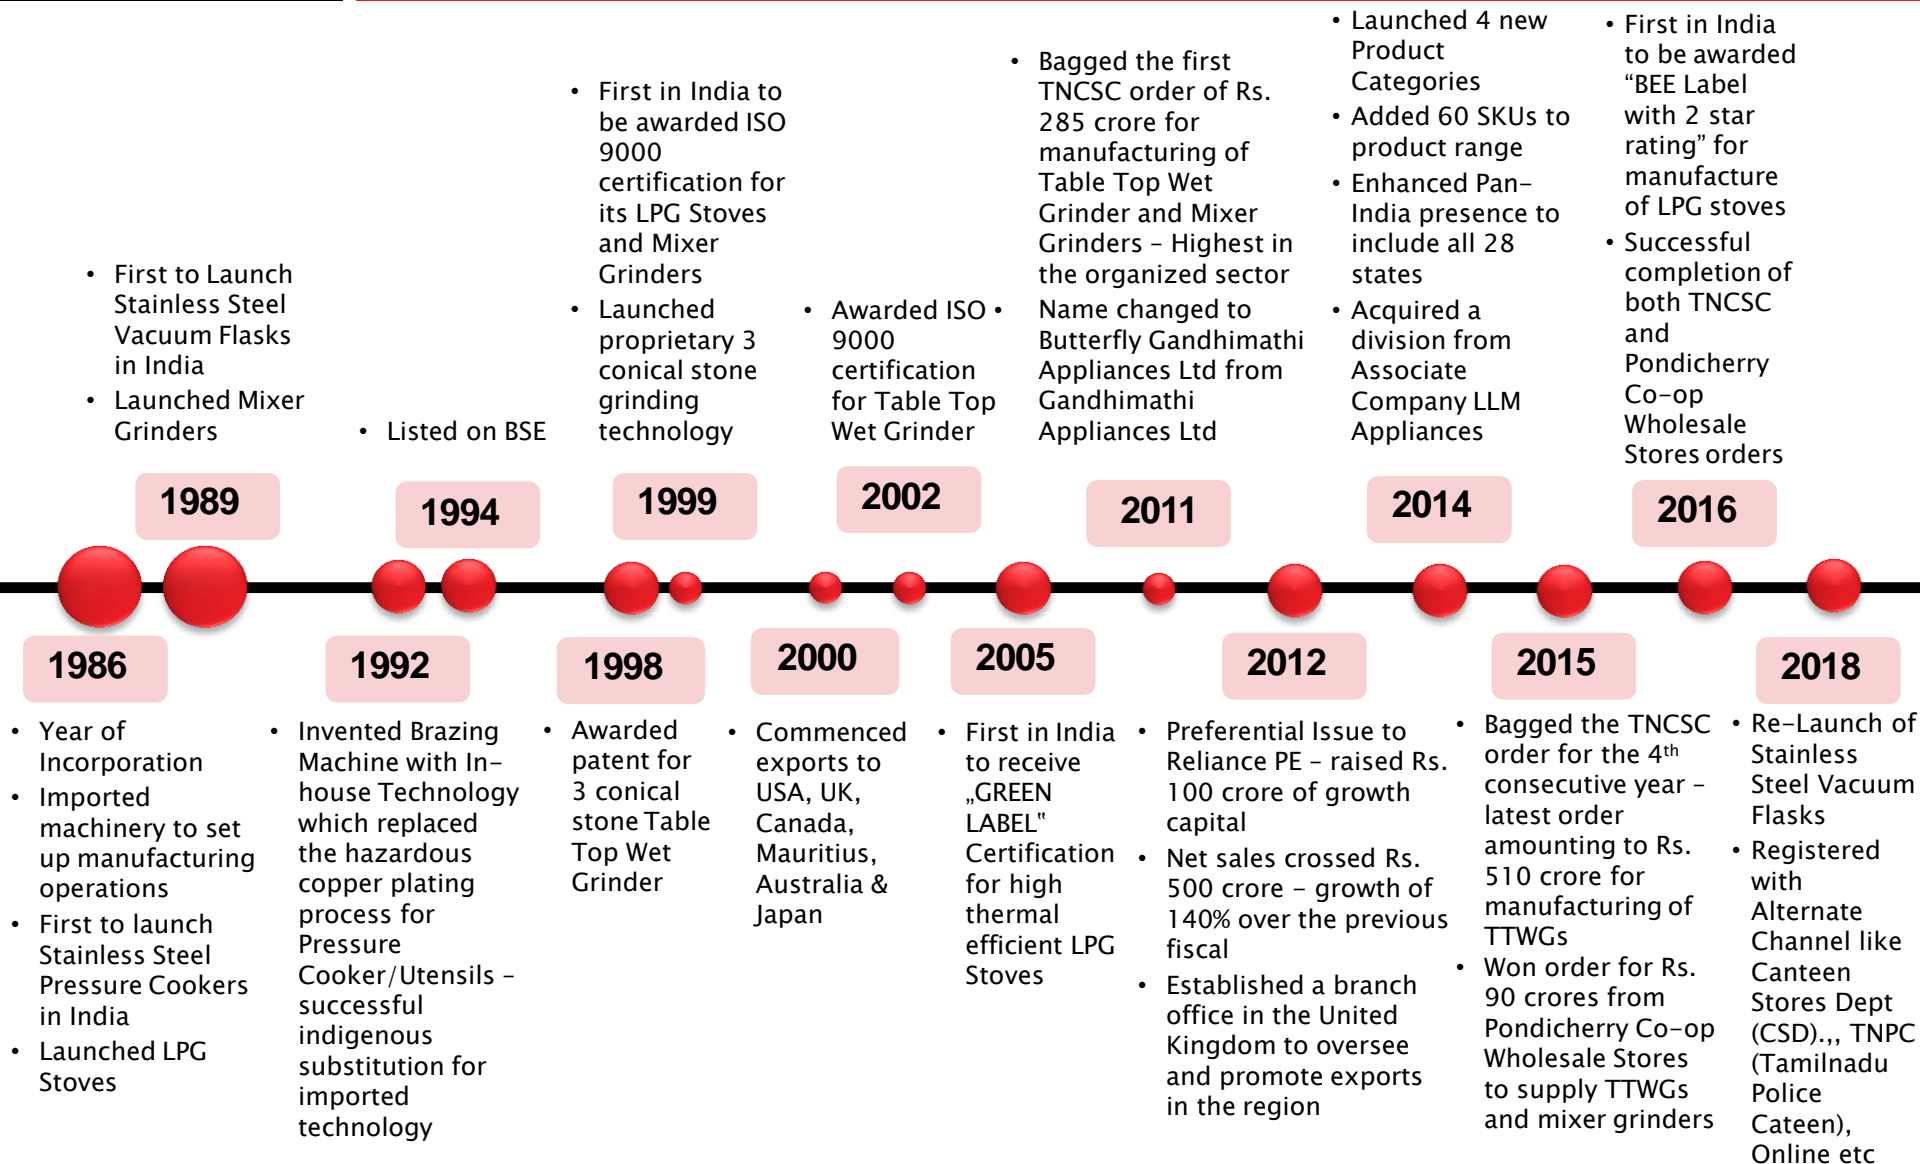 • First to Launch
Stainless Steel
Vacuum Flasks
in India
• Launched Mixer
Grinders
1989
• Listed on BSE
1994
• First in India to
be awarded ISO
9000
certification for
its LPG Stoves
and Mixer
Grinders
• Launched
proprietary 3
conical stone
grinding
technology
1999
• Awarded ISO
9000
certification
for Table Top
Wet Grinder
2002
• Bagged the first
TNCSC order of Rs.
285 crore for
manufacturing of
Table Top Wet
Grinder and Mixer
Grinders – Highest in
the organized sector
• Name changed to
Butterfly Gandhimathi
Appliances Ltd from
Gandhimathi
Appliances Ltd
2011
• Launched 4 new
Product
Categories
• Added 60 SKUs to
product range
• Enhanced Pan-
India presence to
include all 28
states
• Acquired a
division from
Associate
Company LLM
Appliances
2014
• First in India
to be awarded
“BEE Label
with 2 star
rating” for
manufacture
of LPG stoves
• Successful
completion of
both TNCSC
and
Pondicherry
Co-op
Wholesale
Stores orders
2016
1986
• Year of
Incorporation
• Imported
machinery to set
up manufacturing
operations
• First to launch
Stainless Steel
Pressure Cookers
in India
• Launched LPG
Stoves
1992
• Invented Brazing
Machine with In-
house Technology
which replaced
the hazardous
copper plating
process for
Pressure
Cooker/Utensils –
successful
indigenous
substitution for
imported
technology
1998
• Awarded
patent for
3 conical
stone Table
Top Wet
Grinder
2000
• Commenced
exports to
USA, UK,
Canada,
Mauritius,
Australia &
Japan
2005
• First in India
to receive
„GREEN
LABEL‟
Certification
for high
thermal
efficient LPG
Stoves
2012
• Preferential Issue to
Reliance PE – raised Rs.
100 crore of growth
capital
• Net sales crossed Rs.
500 crore – growth of
140% over the previous
fiscal
• Established a branch
office in the United
Kingdom to oversee
and promote exports
in the region
2015
• Bagged the TNCSC
order for the 4th
consecutive year –
latest order
amounting to Rs.
510 crore for
manufacturing of
TTWGs
• Won order for Rs.
90 crores from
Pondicherry Co-op
Wholesale Stores
to supply TTWGs
and mixer grinders
2018
• Re-Launch of
Stainless
Steel Vacuum
Flasks
• Registered
with
Alternate
Channel like
Canteen
Stores Dept
(CSD).,, TNPC
(Tamilnadu
Police
Cateen),
Online etc